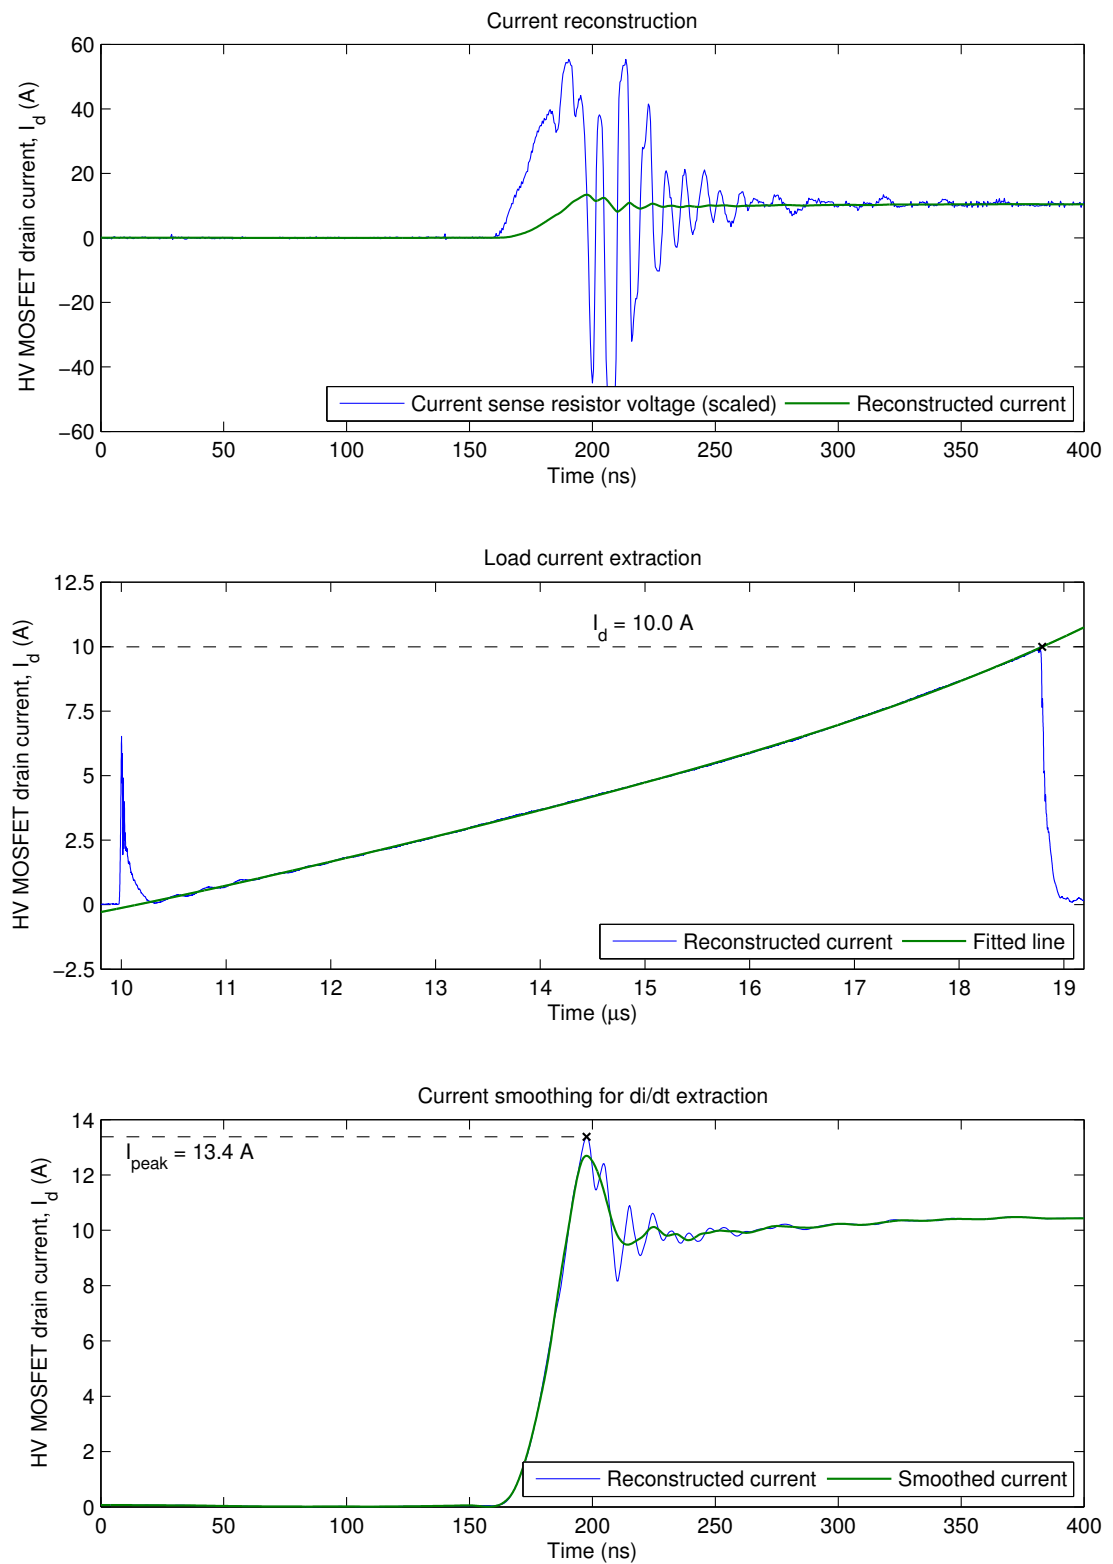 Current reconstruction
60
40
20
0
−20
−40
−60
HV MOSFET drain current, I_d (A)
Current sense resistor voltage (scaled) Reconstructed current
0 50 100 150 200 250 300 350 400
Time (ns)
Load current extraction
12.5
10
7.5
5
2.5
0
−2.5
HV MOSFET drain current, I_d (A)
I_d = 10.0 A
Reconstructed current Fitted line
10 11 12 13 14 15 16 17 18 19
Time (μs)
Current smoothing for di/dt extraction
14
12
10
8
6
4
2
0
HV MOSFET drain current, I_d (A)
I_peak = 13.4 A
Reconstructed current Smoothed current
0 50 100 150 200 250 300 350 400
Time (ns)